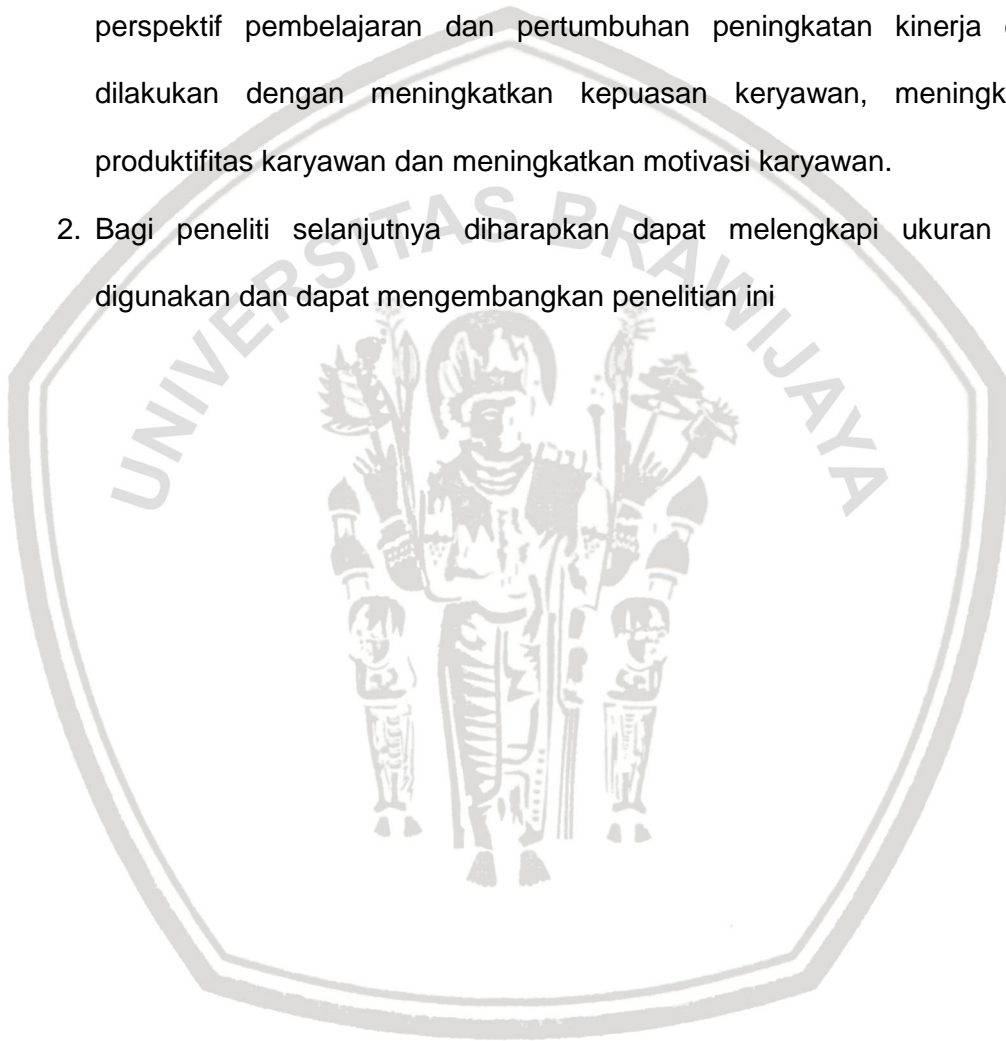 perspektif pembelajaran dan pertumbuhan peningkatan kinerja
dilakukan dengan meningkatkan kepuasan keryawan, meningk
produktifitas karyawan dan meningkatkan motivasi karyawan.
2. Bagi peneliti selanjutnya diharapkan dapat melengkapi ukuran
digunakan dan dapat mengembangkan penelitian ini
UNIVERSITAS BRAWIJAYA